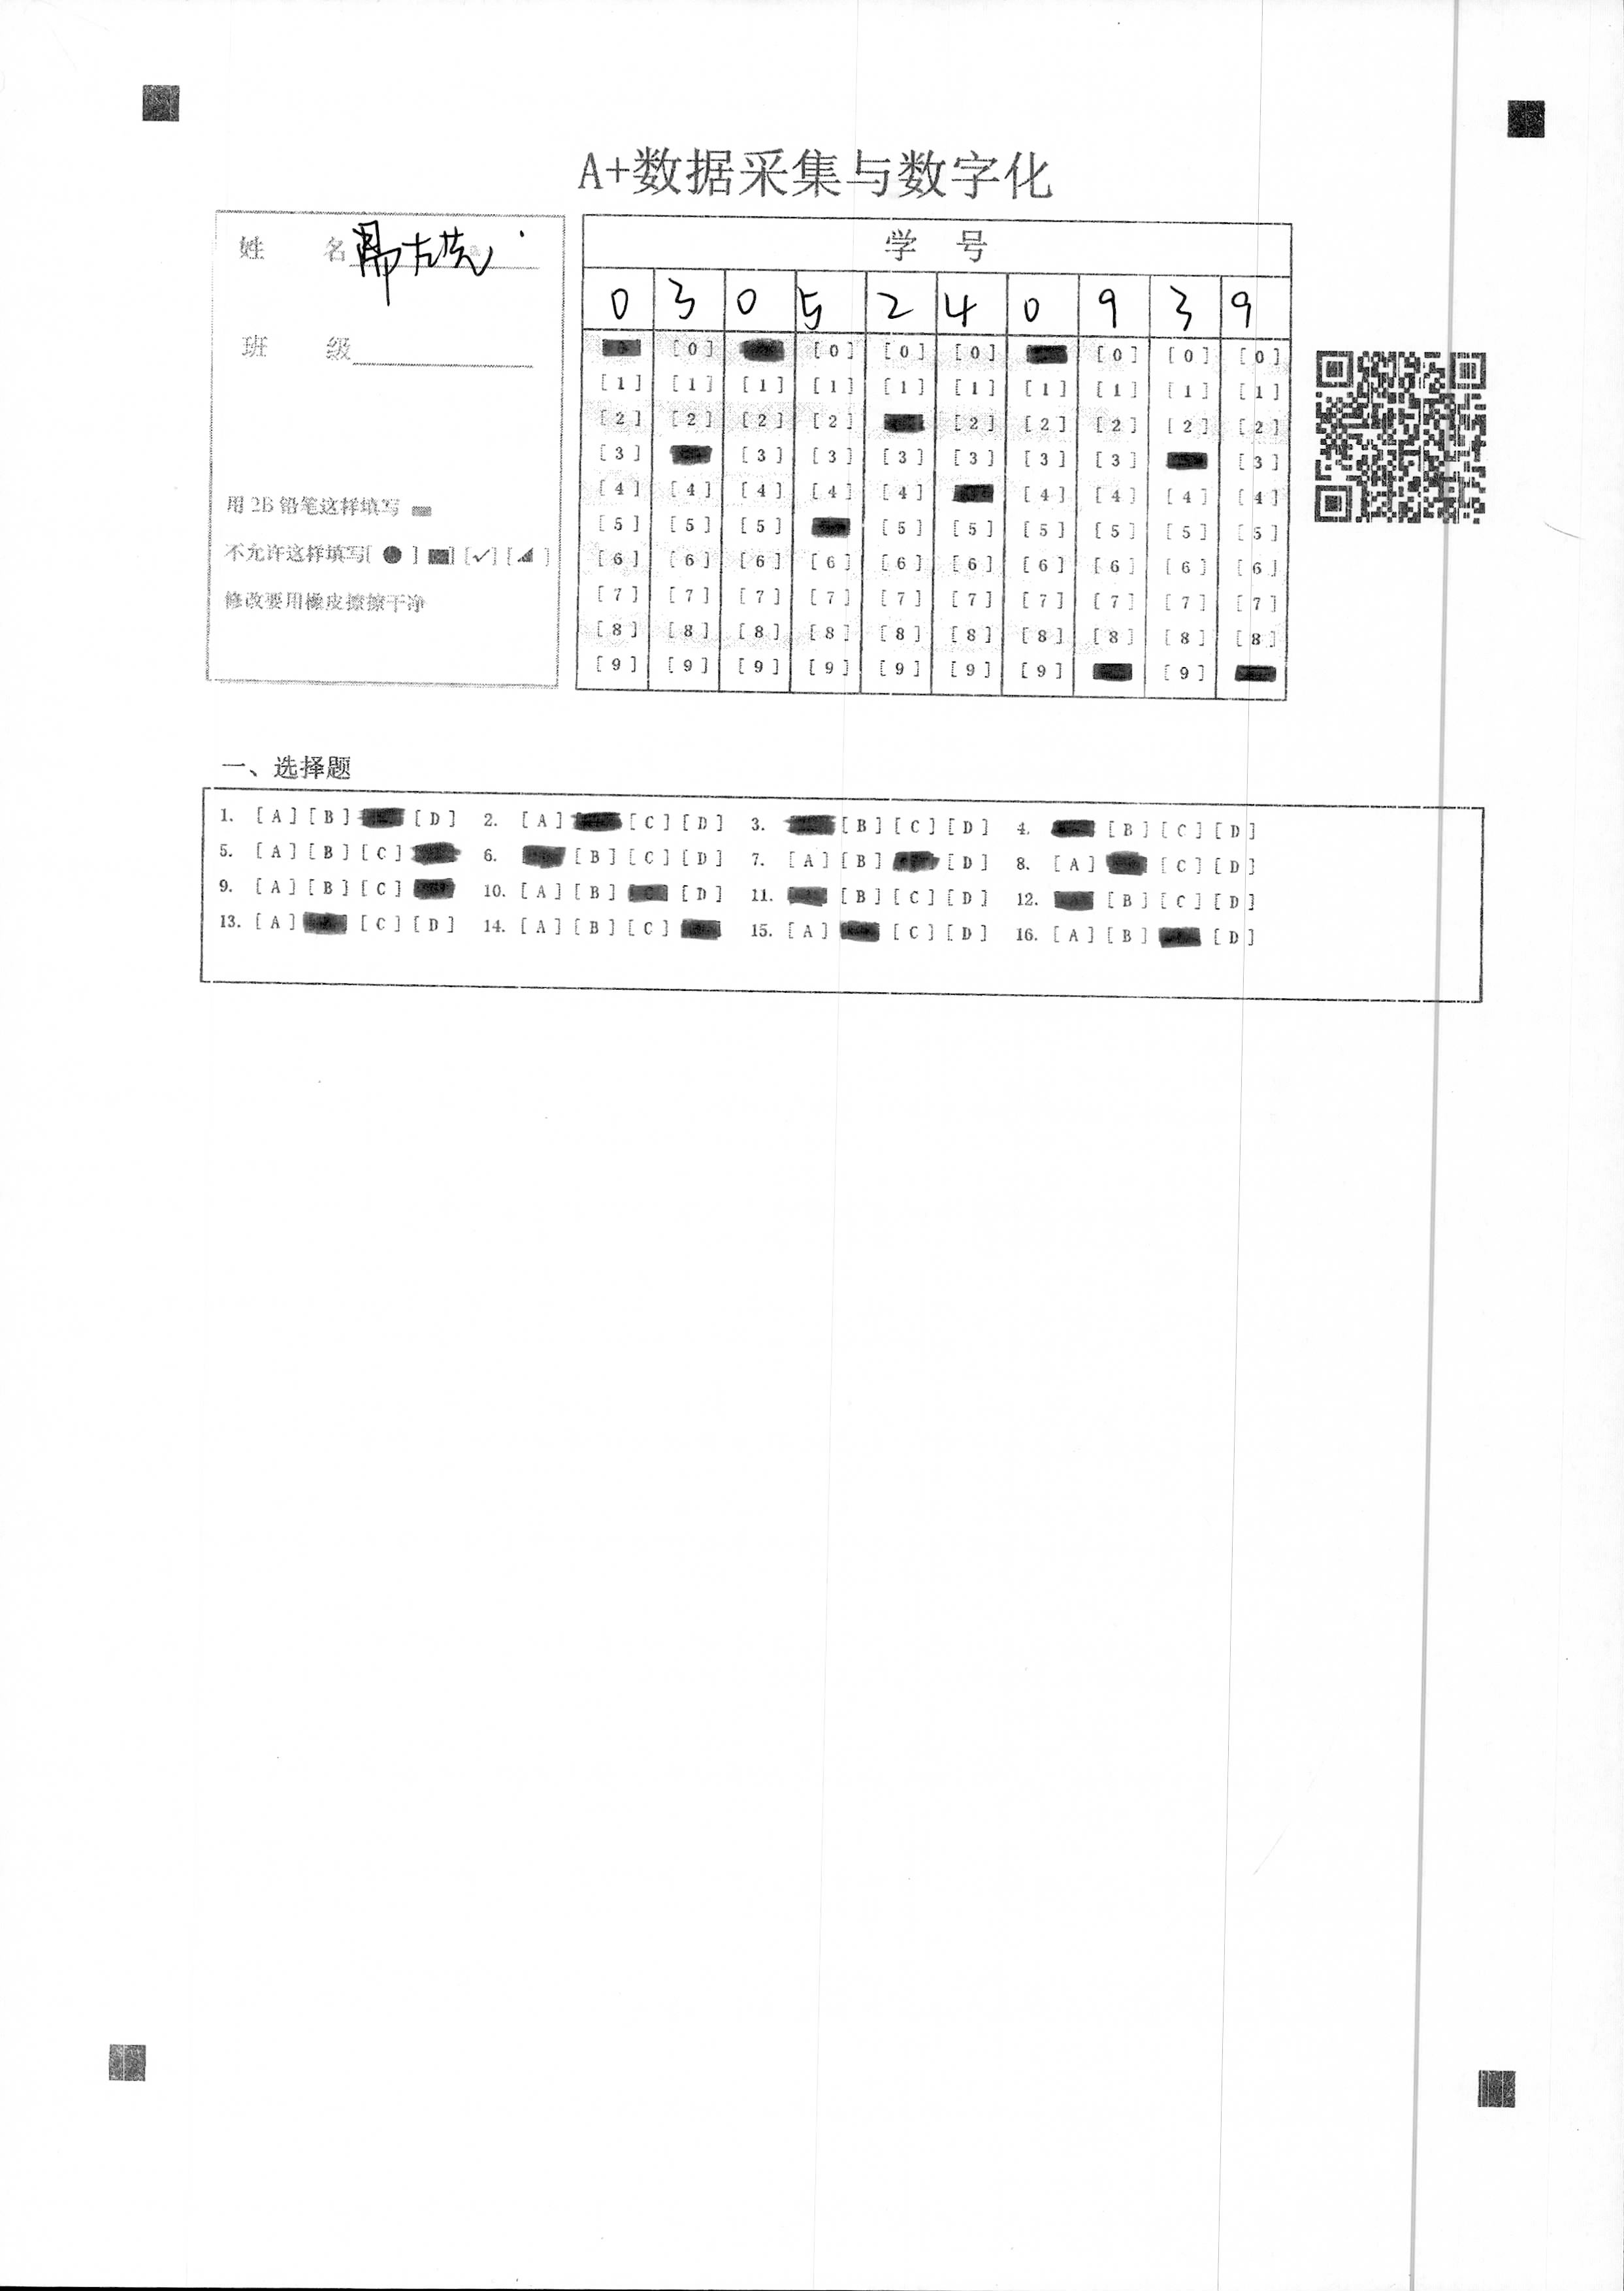 A+数据采集与数字化
姓 名
班 级
用 2B 铅笔这样填写
不允许这样填写[ ● ] [■] [✓] [◢ ]
修改要用橡皮擦擦干净
学 号
0 3 0 5 2 4 0 9 3 9
[0] [0] [0] [0] [0] [0] [0]
[1] [1] [1] [1] [1] [1] [1] [1] [1] [1]
[2] [2] [2] [2] [2] [2] [2] [2] [2]
[3] [3] [3] [3] [3] [3] [3] [3]
[4] [4] [4] [4] [4] [4] [4] [4] [4]
[5] [5] [5] [5] [5] [5] [5] [5] [5]
[6] [6] [6] [6] [6] [6] [6] [6] [6] [6]
[7] [7] [7] [7] [7] [7] [7] [7] [7] [7]
[8] [8] [8] [8] [8] [8] [8] [8] [8] [8]
[9] [9] [9] [9] [9] [9] [9] [9]
一、选择题
1. [A] [B] [D] 2. [A] [C] [D] 3. [B] [C] [D] 4. [B] [C] [D]
5. [A] [B] [C] 6. [B] [C] [D] 7. [A] [B] [D] 8. [A] [C] [D]
9. [A] [B] [C] 10. [A] [B] [D] 11. [B] [C] [D] 12. [B] [C] [D]
13. [A] [C] [D] 14. [A] [B] [C] 15. [A] [C] [D] 16. [A] [B] [D]